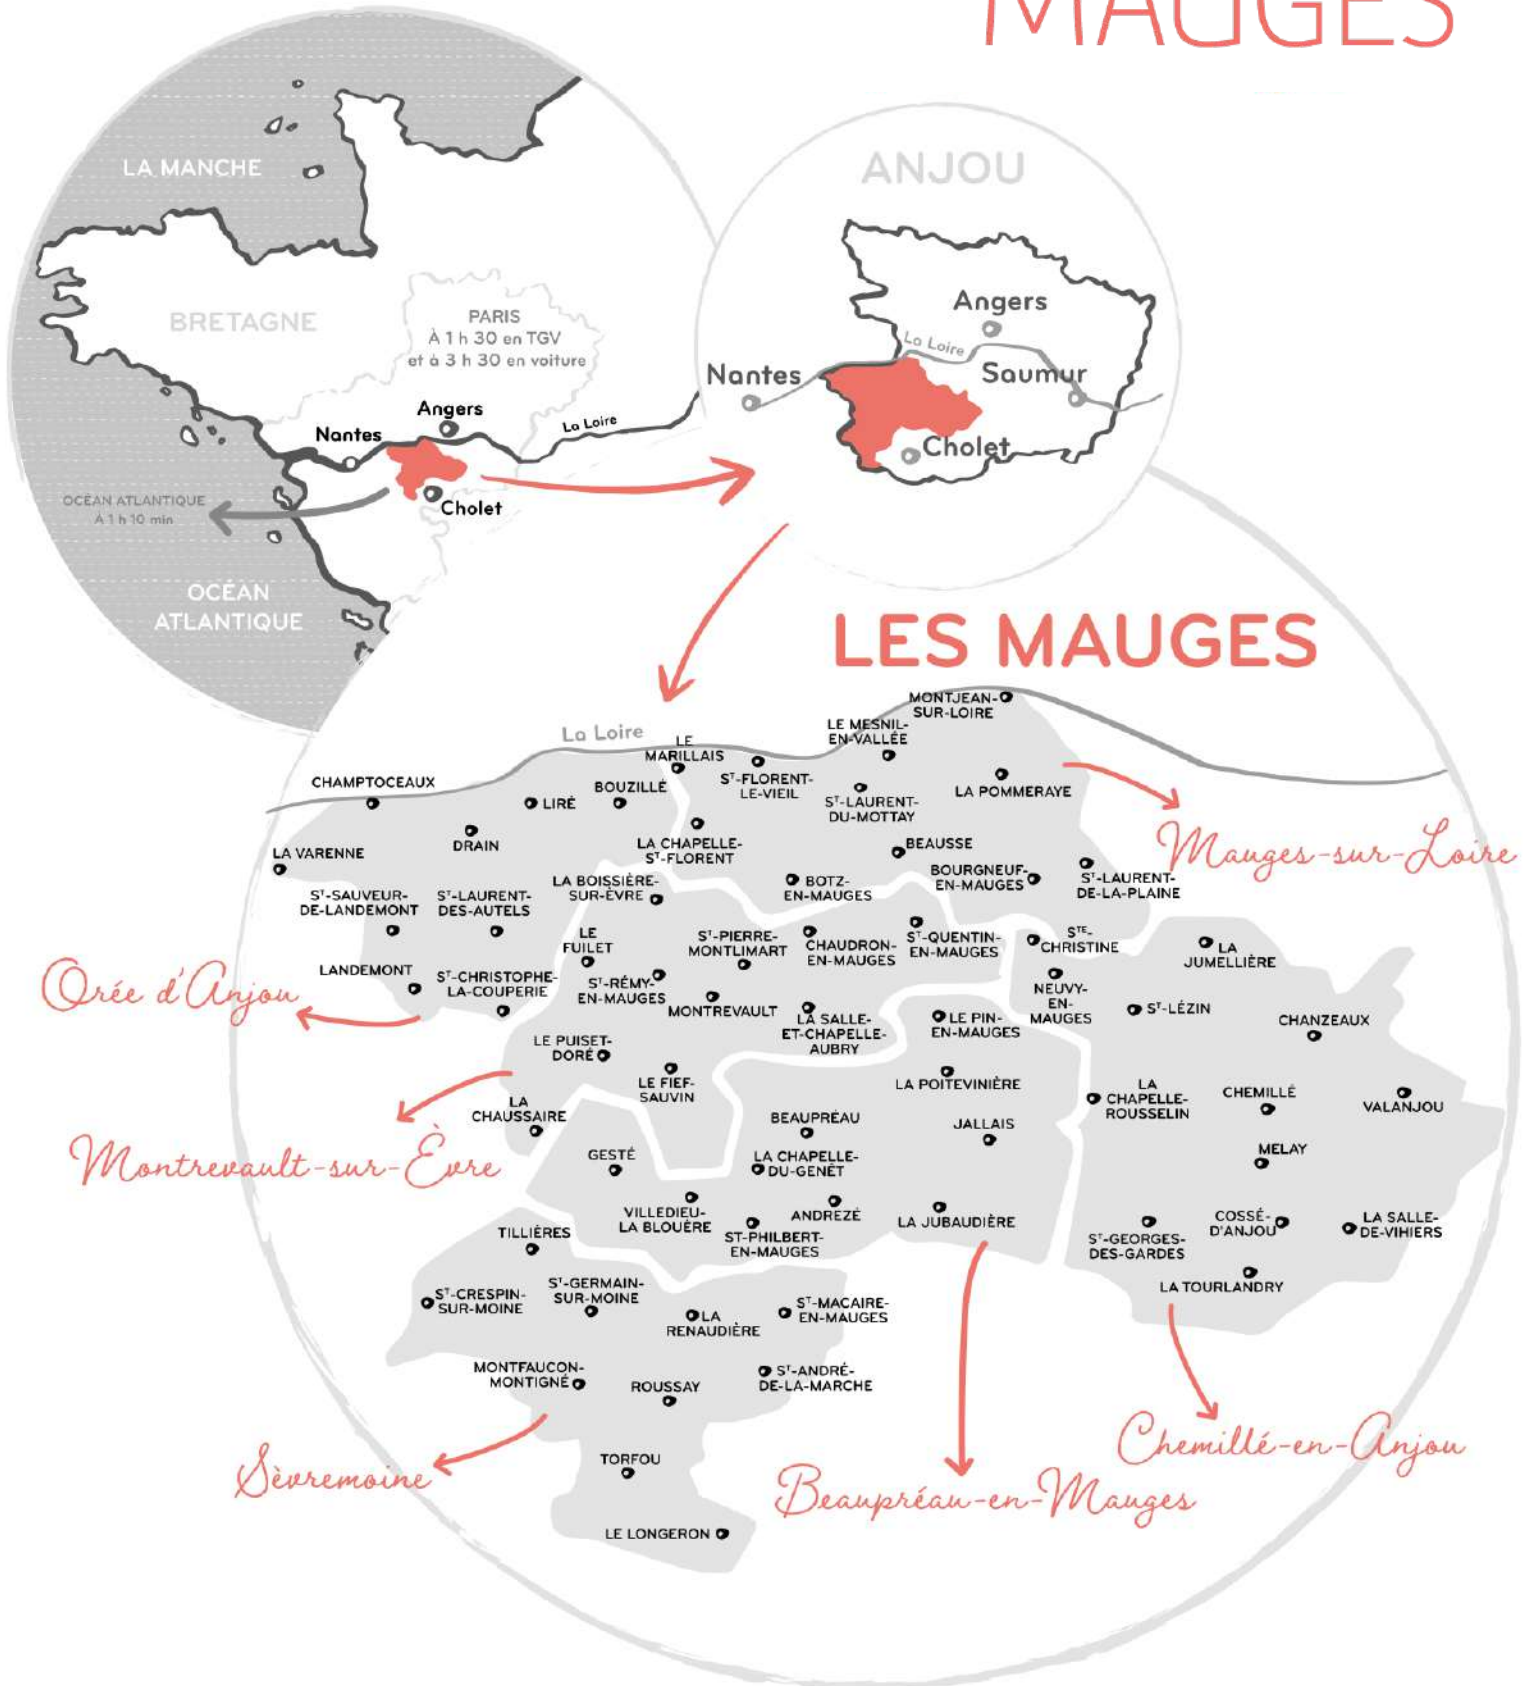 MAUGES
LA MANCHE
BRETAGNE
PARIS
À 1 h 30 en TGV
et à 3 h 30 en voiture
Angers
Nantes
La Loire
Cholet
OCÉAN ATLANTIQUE
À 1 h 10 min
OCÉAN
ATLANTIQUE
ANJOU
Angers
La Loire
Nantes
Saumur
Cholet
LES MAUGES
La Loire
MONTJEAN-
SUR-LOIRE
LE MESNIL-
EN-VALLÉE
LE
MARILLAIS
ST-FLORENT-
LE-VIEIL
CHAMPTOCEAUX
BOUZILLÉ
LIRÉ
ST-LAURENT-
DU-MOTTAY
LA POMMERAYE
DRAIN
LA CHAPELLE-
ST-FLORENT
BEAUSSE
Mauges-sur-Loire
LA VARENNE
LA BOISSIÈRE-
SUR-ÈVRE
BOTZ-
EN-MAUGES
BOURGNEUF-
EN-MAUGES
ST-LAURENT-
DE-LA-PLAINE
ST-SAUVEUR-
DE-LANDEMONT
ST-LAURENT-
DES-AUTELS
LE
FUILET
ST-PIERRE-
MONTLIMART
CHAUDRON-
EN-MAUGES
ST-QUENTIN-
EN-MAUGES
STE-
CHRISTINE
LA
JUMELLIÈRE
LANDEMONT
ST-CHRISTOPHE-
LA-COUPERIE
ST-RÉMY-
EN-MAUGES
MONTREVAULT
LA SALLE-
ET-CHAPELLE-
AUBRY
LE PIN-
EN-MAUGES
NEUVY-
EN-
MAUGES
ST-LÉZIN
CHANZEAUX
Orée d'Anjou
LE PUISET-
DORÉ
LE FIEF-
SAUVIN
LA POITEVINIÈRE
LA
CHAPELLE-
ROUSSELIN
CHEMILLÉ
VALANJOU
LA
CHAUSSAIRE
BEAUPRÉAU
JALLAIS
Montrevault-sur-Èvre
GESTÉ
LA CHAPELLE-
DU-GENÊT
MELAY
VILLEDIEU-
LA BLOUÈRE
ANDREZÉ
ST-PHILBERT-
EN-MAUGES
LA JUBAUDIÈRE
ST-GEORGES-
DES-GARDES
COSSÉ-
D'ANJOU
LA SALLE-
DE-VIHIERS
TILLIÈRES
LA TOURLANDRY
ST-CRESPIN-
SUR-MOINE
ST-GERMAIN-
SUR-MOINE
LA
RENAUDIÈRE
ST-MACAIRE-
EN-MAUGES
MONTFAUCON-
MONTIGNÉ
ROUSSAY
ST-ANDRÉ-
DE-LA-MARCHE
Sèvremoine
TORFOU
Beaupréau-en-Mauges
Chemillé-en-Anjou
LE LONGERON